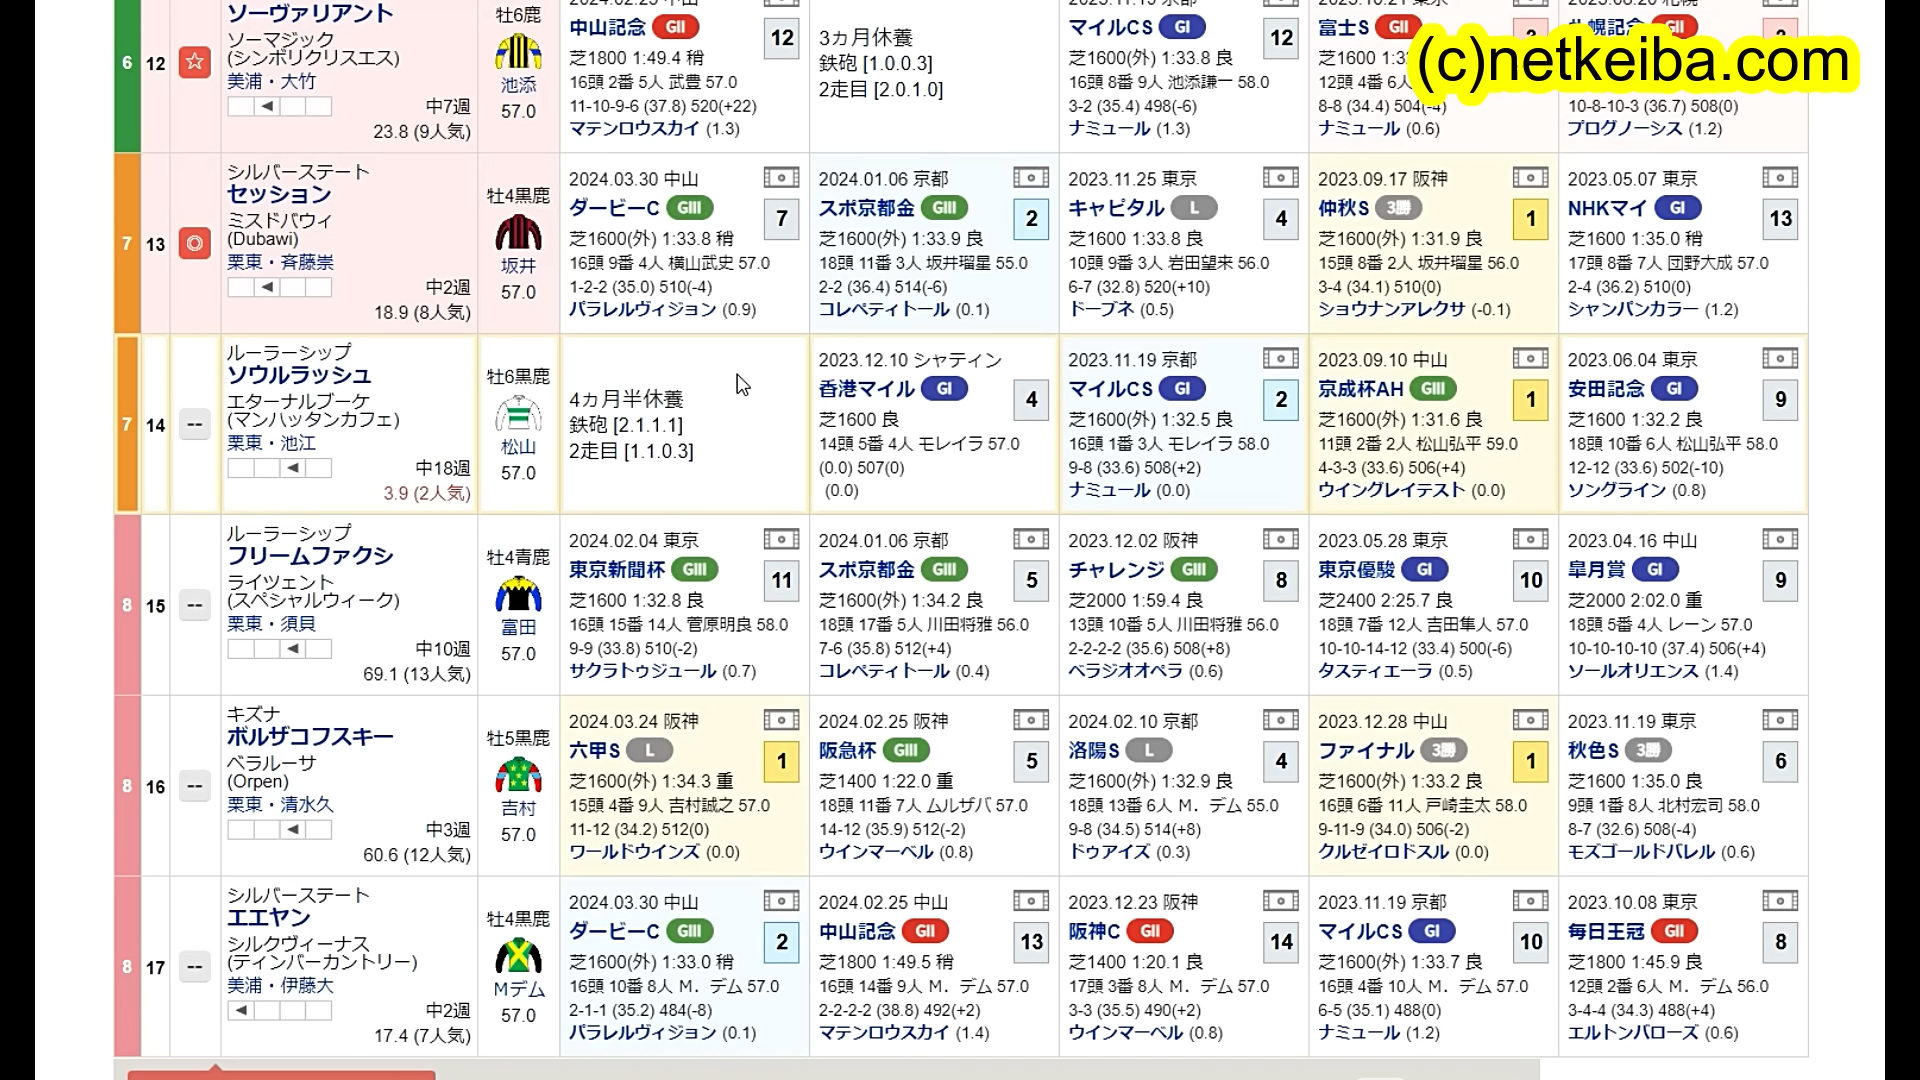 (c)netkeiba.com
6 12 ☆
ソーヴァリアント
ソーマジック
(シンボリクリスエス)
美浦・大竹
中7週
23.8 (9人気)
牡6鹿
池添
57.0
中山記念 GII 12
芝1800 1:49.4 稍
16頭 2番 5人 武豊 57.0
11-10-9-6 (37.8) 520(+22)
マテンロウスカイ (1.3)
3ヵ月休養
鉄砲 [1.0.0.3]
2走目 [2.0.1.0]
マイルCS GI 12
芝1600(外) 1:33.8 良
16頭 8番 9人 池添謙一 58.0
3-2 (35.4) 498(-6)
ナミュール (1.3)
富士S GII
芝1600 1:3
12頭 4番 6人
8-8 (34.4) 504(-4)
ナミュール (0.6)
札幌記念 GII
10-8-10-3 (36.7) 508(0)
プログノーシス (1.2)
7 13 ◎
シルバーステート
セッション
ミスドバウィ
(Dubawi)
栗東・斉藤崇
中2週
18.9 (8人気)
牡4黒鹿
坂井
57.0
2024.03.30 中山
ダービーC GIII 7
芝1600(外) 1:33.8 稍
16頭 9番 4人 横山武史 57.0
1-2-2 (35.0) 510(-4)
パラレルヴィジョン (0.9)
2024.01.06 京都
スポ京都金 GIII 2
芝1600(外) 1:33.9 良
18頭 11番 3人 坂井瑠星 55.0
2-2 (36.4) 514(-6)
コレペティトール (0.1)
2023.11.25 東京
キャピタル L 4
芝1600 1:33.8 良
10頭 9番 3人 岩田望来 56.0
6-7 (32.8) 520(+10)
ドーブネ (0.5)
2023.09.17 阪神
仲秋S 3勝 1
芝1600(外) 1:31.9 良
15頭 8番 2人 坂井瑠星 56.0
3-4 (34.1) 510(0)
ショウナンアレクサ (-0.1)
2023.05.07 東京
NHKマイ GI 13
芝1600 1:35.0 稍
17頭 8番 7人 団野大成 57.0
2-4 (36.2) 510(0)
シャンパンカラー (1.2)
7 14 --
ルーラーシップ
ソウルラッシュ
エターナルブーケ
(マンハッタンカフェ)
栗東・池江
中18週
3.9 (2人気)
牡6黒鹿
松山
57.0
4ヵ月半休養
鉄砲 [2.1.1.1]
2走目 [1.1.0.3]
2023.12.10 シャティン
香港マイル GI 4
芝1600 良
14頭 5番 4人 モレイラ 57.0
(0.0) 507(0)
(0.0)
2023.11.19 京都
マイルCS GI 2
芝1600(外) 1:32.5 良
16頭 1番 3人 モレイラ 58.0
9-8 (33.6) 508(+2)
ナミュール (0.0)
2023.09.10 中山
京成杯AH GIII 1
芝1600(外) 1:31.6 良
11頭 2番 2人 松山弘平 59.0
4-3-3 (33.6) 506(+4)
ウイングレイテスト (0.0)
2023.06.04 東京
安田記念 GI 9
芝1600 1:32.2 良
18頭 10番 6人 松山弘平 58.0
12-12 (33.6) 502(-10)
ソングライン (0.8)
8 15 --
ルーラーシップ
フリームファクシ
ライツェント
(スペシャルウィーク)
栗東・須貝
中10週
69.1 (13人気)
牡4青鹿
富田
57.0
2024.02.04 東京
東京新聞杯 GIII 11
芝1600 1:32.8 良
16頭 15番 14人 菅原明良 58.0
9-9 (33.8) 510(-2)
サクラトゥジュール (0.7)
2024.01.06 京都
スポ京都金 GIII 5
芝1600(外) 1:34.2 良
18頭 17番 5人 川田将雅 56.0
7-6 (35.8) 512(+4)
コレペティトール (0.4)
2023.12.02 阪神
チャレンジ GIII 8
芝2000 1:59.4 良
13頭 10番 5人 川田将雅 56.0
2-2-2-2 (35.6) 508(+8)
ベラジオオペラ (0.6)
2023.05.28 東京
東京優駿 GI 10
芝2400 2:25.7 良
18頭 7番 12人 吉田隼人 57.0
10-10-14-12 (33.4) 500(-6)
タスティエーラ (0.5)
2023.04.16 中山
皐月賞 GI 9
芝2000 2:02.0 重
18頭 5番 4人 レーン 57.0
10-10-10-10 (37.4) 506(+4)
ソールオリエンス (1.4)
8 16 --
キズナ
ボルザコフスキー
ベラルーサ
(Orpen)
栗東・清水久
中3週
60.6 (12人気)
牡5黒鹿
吉村
57.0
2024.03.24 阪神
六甲S L 1
芝1600(外) 1:34.3 重
15頭 4番 9人 吉村誠之 57.0
11-12 (34.2) 512(0)
ワールドウインズ (0.0)
2024.02.25 阪神
阪急杯 GIII 5
芝1400 1:22.0 重
18頭 11番 7人 ムルザバ 57.0
14-12 (35.9) 512(-2)
ウインマーベル (0.8)
2024.02.10 京都
洛陽S L 4
芝1600(外) 1:32.9 良
18頭 13番 6人 M.デム 55.0
9-8 (34.5) 514(+8)
ドゥアイズ (0.3)
2023.12.28 中山
ファイナル 3勝 1
芝1600(外) 1:33.2 良
16頭 6番 11人 戸崎圭太 58.0
9-11-9 (34.0) 506(-2)
クルゼイロドスル (0.0)
2023.11.19 東京
秋色S 3勝 6
芝1600 1:35.0 良
9頭 1番 8人 北村宏司 58.0
8-7 (32.6) 508(-4)
モズゴールドバレル (0.6)
8 17 --
シルバーステート
エエヤン
シルクヴィーナス
(ティンバーカントリー)
美浦・伊藤大
中2週
17.4 (7人気)
牡4黒鹿
Mデム
57.0
2024.03.30 中山
ダービーC GIII 2
芝1600(外) 1:33.0 稍
16頭 10番 8人 M.デム 57.0
2-1-1 (35.2) 484(-8)
パラレルヴィジョン (0.1)
2024.02.25 中山
中山記念 GII 13
芝1800 1:49.5 稍
16頭 14番 9人 M.デム 57.0
2-2-2-2 (38.8) 492(+2)
マテンロウスカイ (1.4)
2023.12.23 阪神
阪神C GII 14
芝1400 1:20.1 良
17頭 3番 8人 M.デム 57.0
3-3 (35.5) 490(+2)
ウインマーベル (0.8)
2023.11.19 京都
マイルCS GI 10
芝1600(外) 1:33.7 良
16頭 4番 10人 M.デム 57.0
6-5 (35.1) 488(0)
ナミュール (1.2)
2023.10.08 東京
毎日王冠 GII 8
芝1800 1:45.9 良
12頭 2番 6人 M.デム 56.0
3-4-4 (34.3) 488(+4)
エルトンバローズ (0.6)